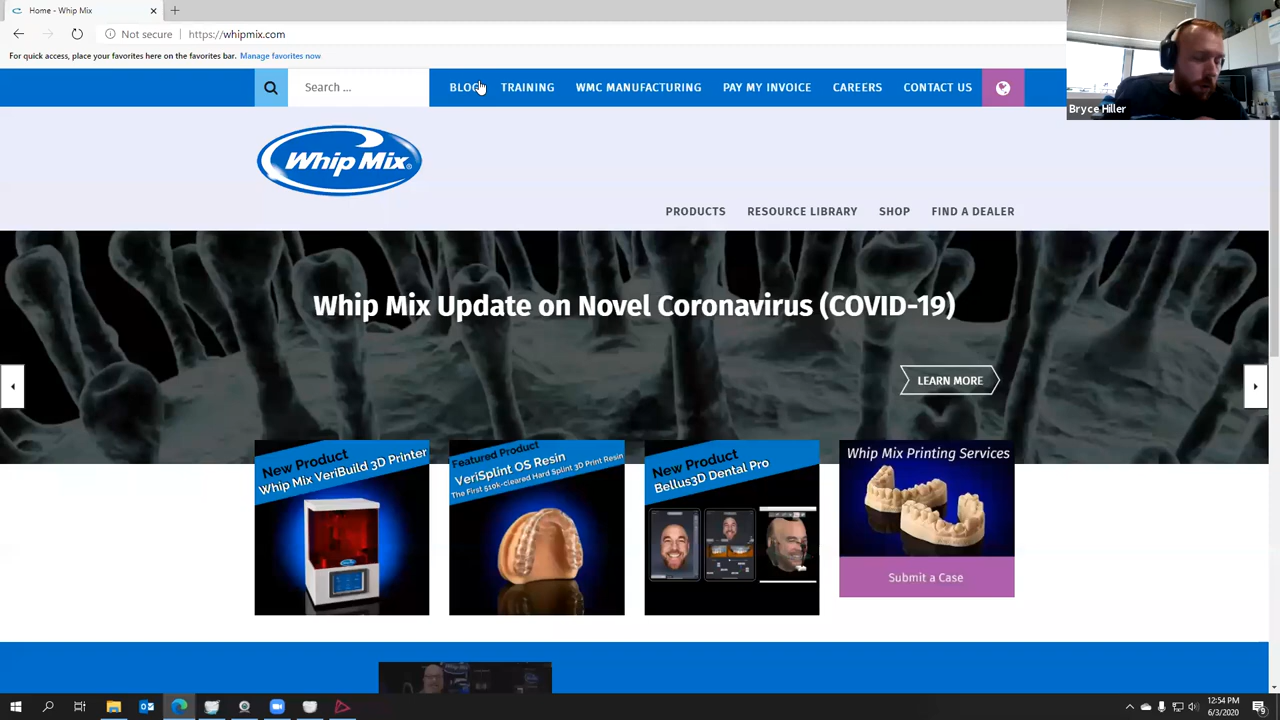 Home - Whip Mix
Not secure https://whipmix.com
For quick access, place your favorites here on the favorites bar. Manage favorites now
Search ...
BLOG TRAINING WMC MANUFACTURING PAY MY INVOICE CAREERS CONTACT US
Bryce Hiller
Whip Mix
PRODUCTS RESOURCE LIBRARY SHOP FIND A DEALER
Whip Mix Update on Novel Coronavirus (COVID-19)
LEARN MORE
New Product
Whip Mix VeriBuild 3D Printer
Featured Product
VeriSplint OS Resin
The First 510k-cleared Hard Splint 3D Print Resin
New Product
Bellus3D Dental Pro
Whip Mix Printing Services
Submit a Case
12:54 PM
6/3/2020